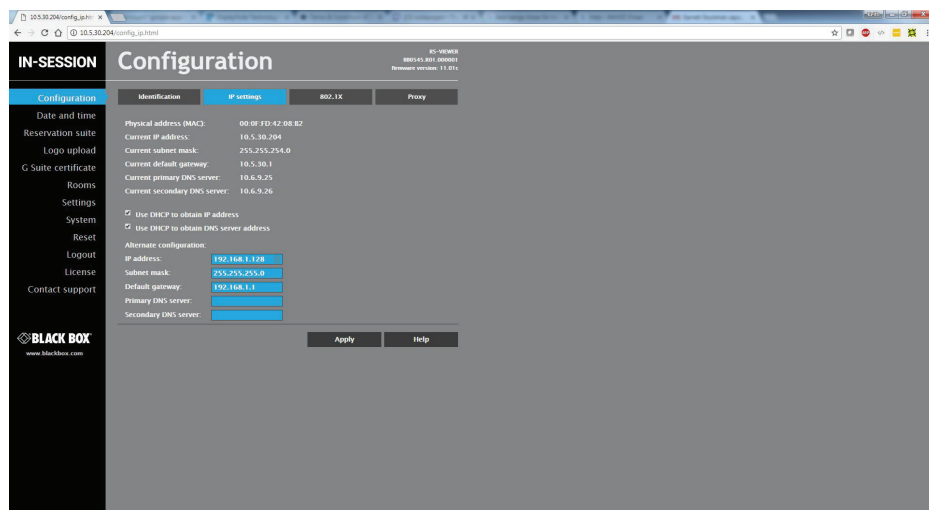 10.5.30.204/config_ip.h
10.5.30.204/config_ip.html
IN-SESSION
Configuration
RS-VIEWER
firmware version: 11.01c
Configuration
Date and time
Reservation suite
Logo upload
G Suite certificate
Rooms
Settings
System
Reset
Logout
License
Contact support
BLACK BOX
www.blackbox.com
Identification
IP settings
802.1X
Proxy
Physical address (MAC): 00:0F:FD:42:08:B2
Current IP address: 10.5.30.204
Current subnet mask: 255.255.254.0
Current default gateway: 10.5.30.1
Current primary DNS server: 10.6.9.25
Current secondary DNS server: 10.6.9.26
Use DHCP to obtain IP address
Use DHCP to obtain DNS server address
Alternate configuration:
IP address: 192.168.1.128
Subnet mask: 255.255.255.0
Default gateway: 192.168.1.1
Primary DNS server:
Secondary DNS server:
Apply
Help